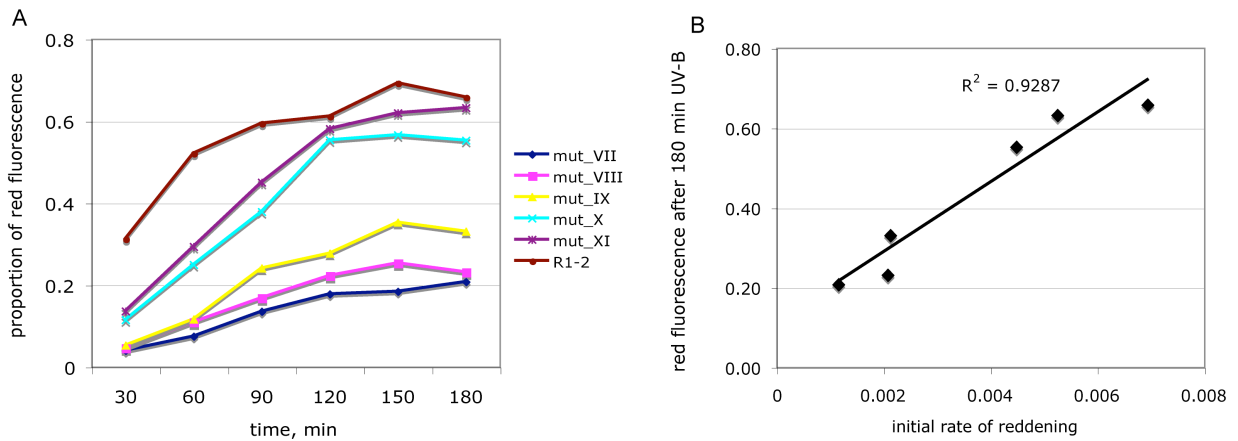 A
proportion of red fluorescence
0.8
0.6
0.4
0.2
0
30 60 90 120 150 180
time, min
mut_VII
mut_VIII
mut_IX
mut_X
mut_XI
R1-2
B
red fluorescence after 180 min UV-B
0.80
0.60
0.40
0.20
0.00
R² = 0.9287
0 0.002 0.004 0.006 0.008
initial rate of reddening